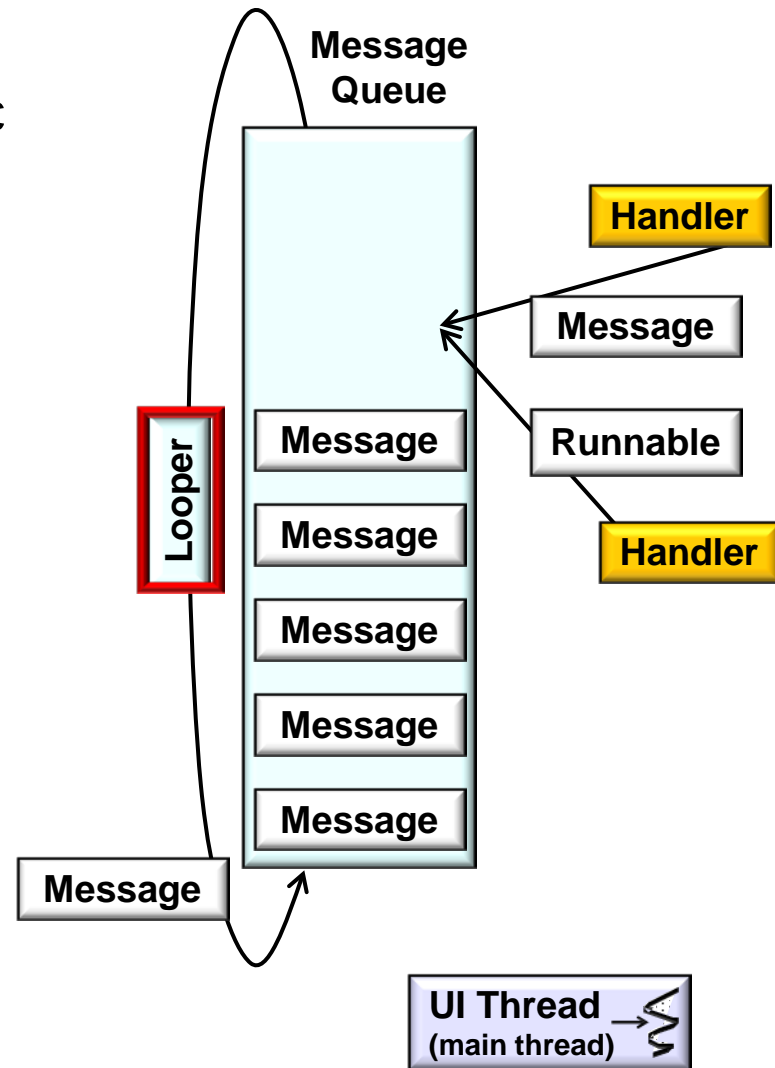 Message
Queue
c
Handler
Message
Message
Runnable
Looper
Message
Handler
Message
Message
Message
Message
UI Thread
(main thread)